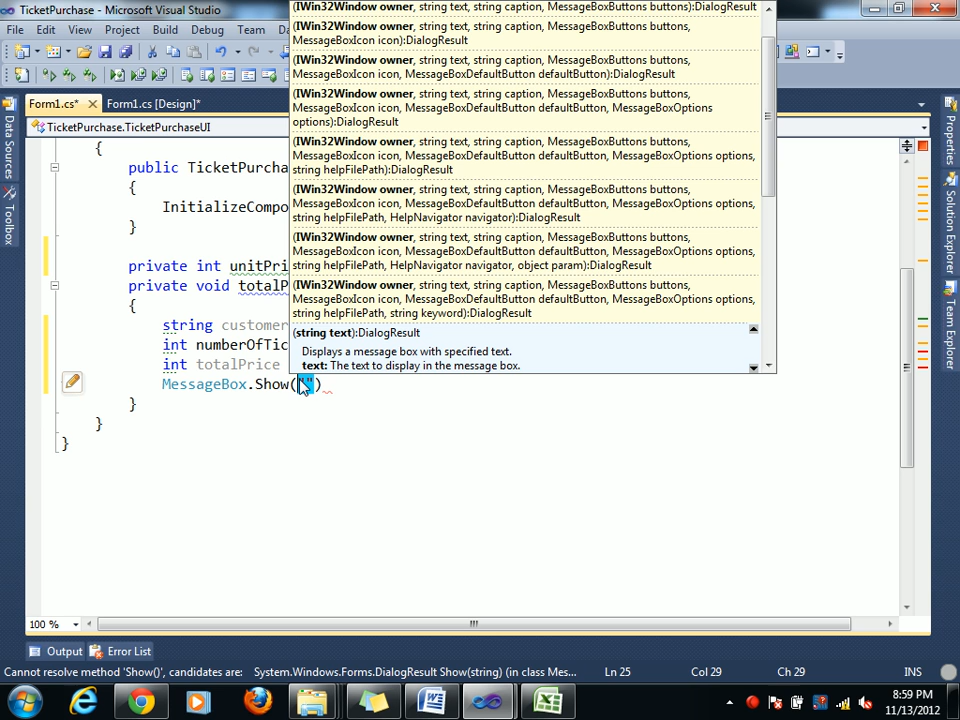 TicketPurchase - Microsoft Visual Studio
File Edit View Project Build Debug Team Da
Form1.cs* Form1.cs [Design]*
TicketPurchase.TicketPurchaseUI
(IWin32Window owner, string text, string caption, MessageBoxButtons buttons):DialogResult
(IWin32Window owner, string text, string caption, MessageBoxButtons buttons,
MessageBoxIcon icon):DialogResult
(IWin32Window owner, string text, string caption, MessageBoxButtons buttons,
MessageBoxIcon icon, MessageBoxDefaultButton defaultButton):DialogResult
(IWin32Window owner, string text, string caption, MessageBoxButtons buttons,
MessageBoxIcon icon, MessageBoxDefaultButton defaultButton, MessageBoxOptions
options):DialogResult
(IWin32Window owner, string text, string caption, MessageBoxButtons buttons,
MessageBoxIcon icon, MessageBoxDefaultButton defaultButton, MessageBoxOptions options,
string helpFilePath):DialogResult
(IWin32Window owner, string text, string caption, MessageBoxButtons buttons,
MessageBoxIcon icon, MessageBoxDefaultButton defaultButton, MessageBoxOptions options,
string helpFilePath, HelpNavigator navigator):DialogResult
(IWin32Window owner, string text, string caption, MessageBoxButtons buttons,
MessageBoxIcon icon, MessageBoxDefaultButton defaultButton, MessageBoxOptions options,
string helpFilePath, HelpNavigator navigator, object param):DialogResult
(IWin32Window owner, string text, string caption, MessageBoxButtons buttons,
MessageBoxIcon icon, MessageBoxDefaultButton defaultButton, MessageBoxOptions options,
string helpFilePath, string keyword):DialogResult
(string text):DialogResult
Displays a message box with specified text.
text: The text to display in the message box.
{
public TicketPurcha
{
InitializeCompo
}
private int unitPri
private void totalP
{
string customer
int numberOfTic
int totalPrice
MessageBox.Show("")
}
}
}
Data Sources
Toolbox
Properties
Solution Explorer
Team Explorer
100 %
Output Error List
Cannot resolve method 'Show()', candidates are: System.Windows.Forms.DialogResult Show(string) (in class Mes... Ln 25 Col 29 Ch 29 INS
8:59 PM
11/13/2012